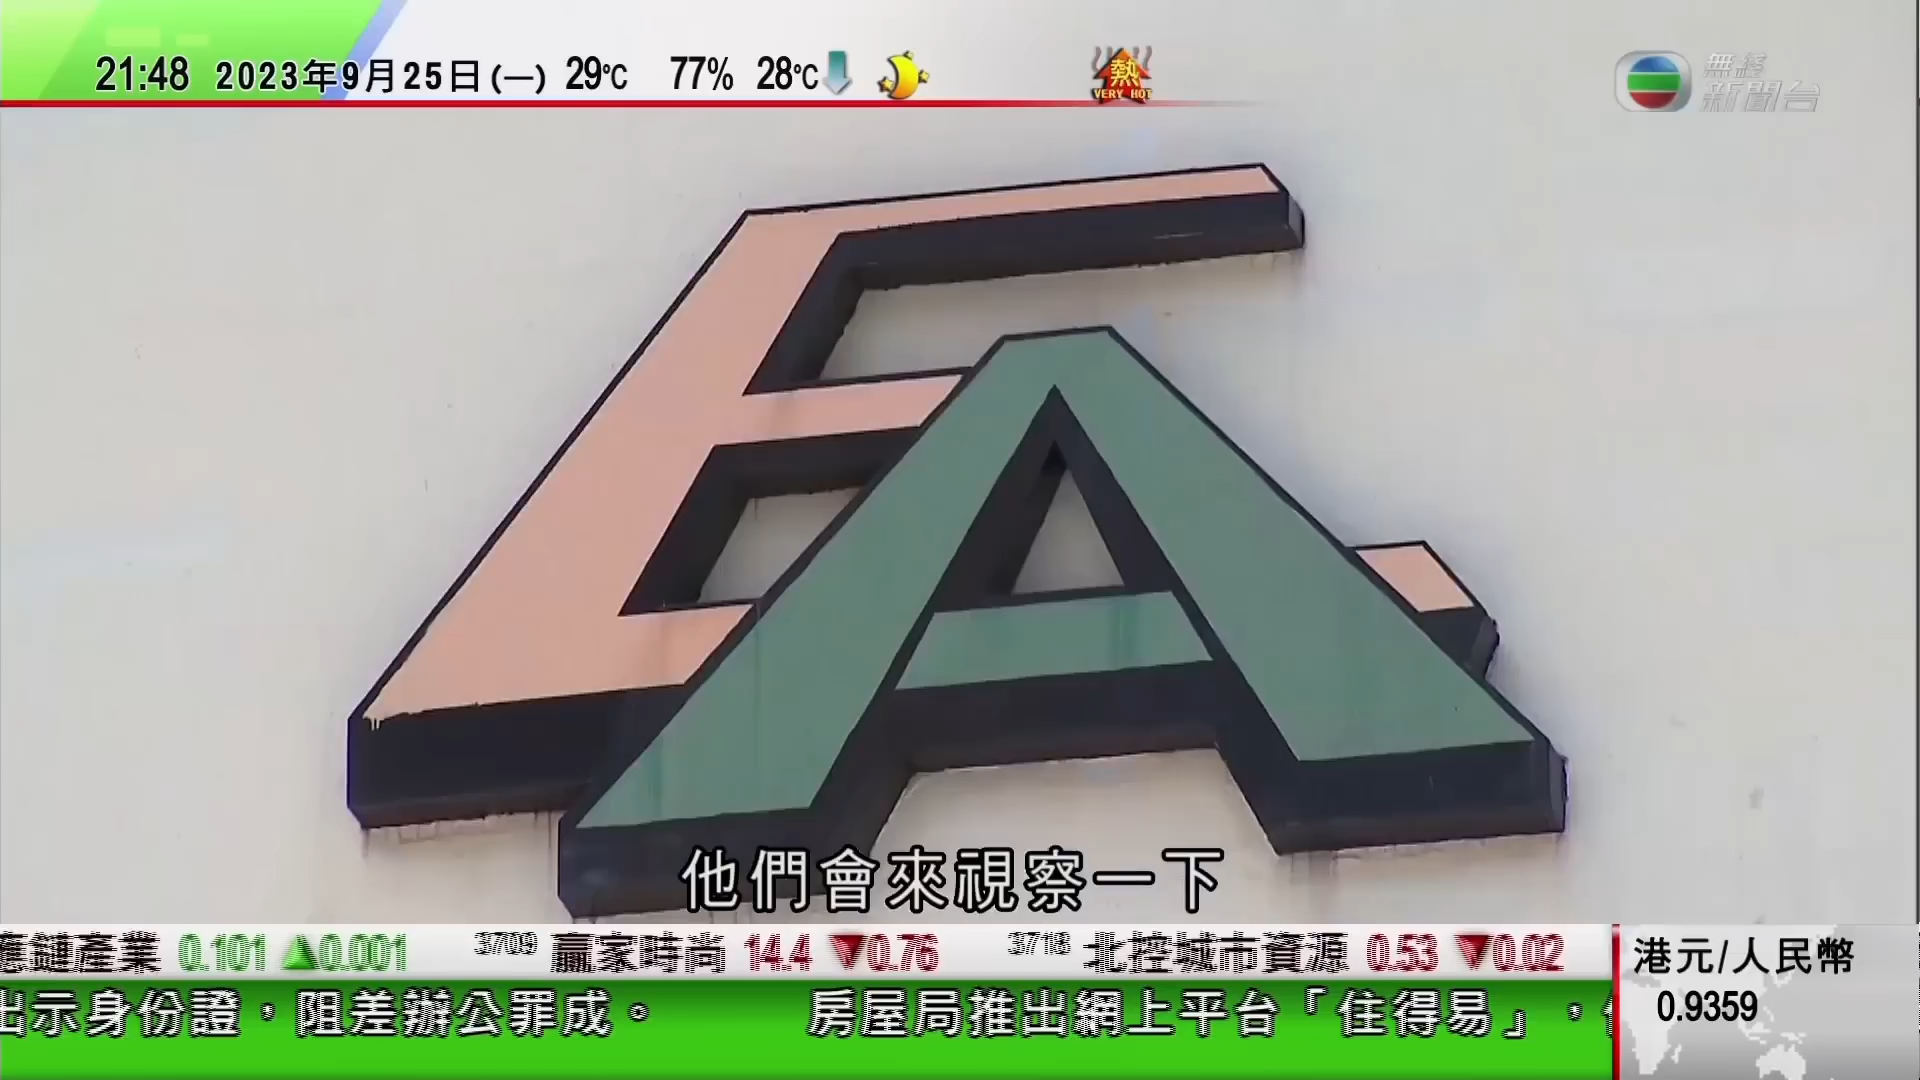 21:48 2023年9月25日(一) 29℃ 77% 28℃
熱
VERY HOT
無綫
新聞台
EA
他們會來視察一下
應鏈產業 0.101 ▲0.001 3709 贏家時尚 14.4 ▼0.76 3718 北控城市資源 0.53 ▼0.02
出示身份證，阻差辦公罪成。 房屋局推出網上平台「住得易」，
港元/人民幣
0.9359